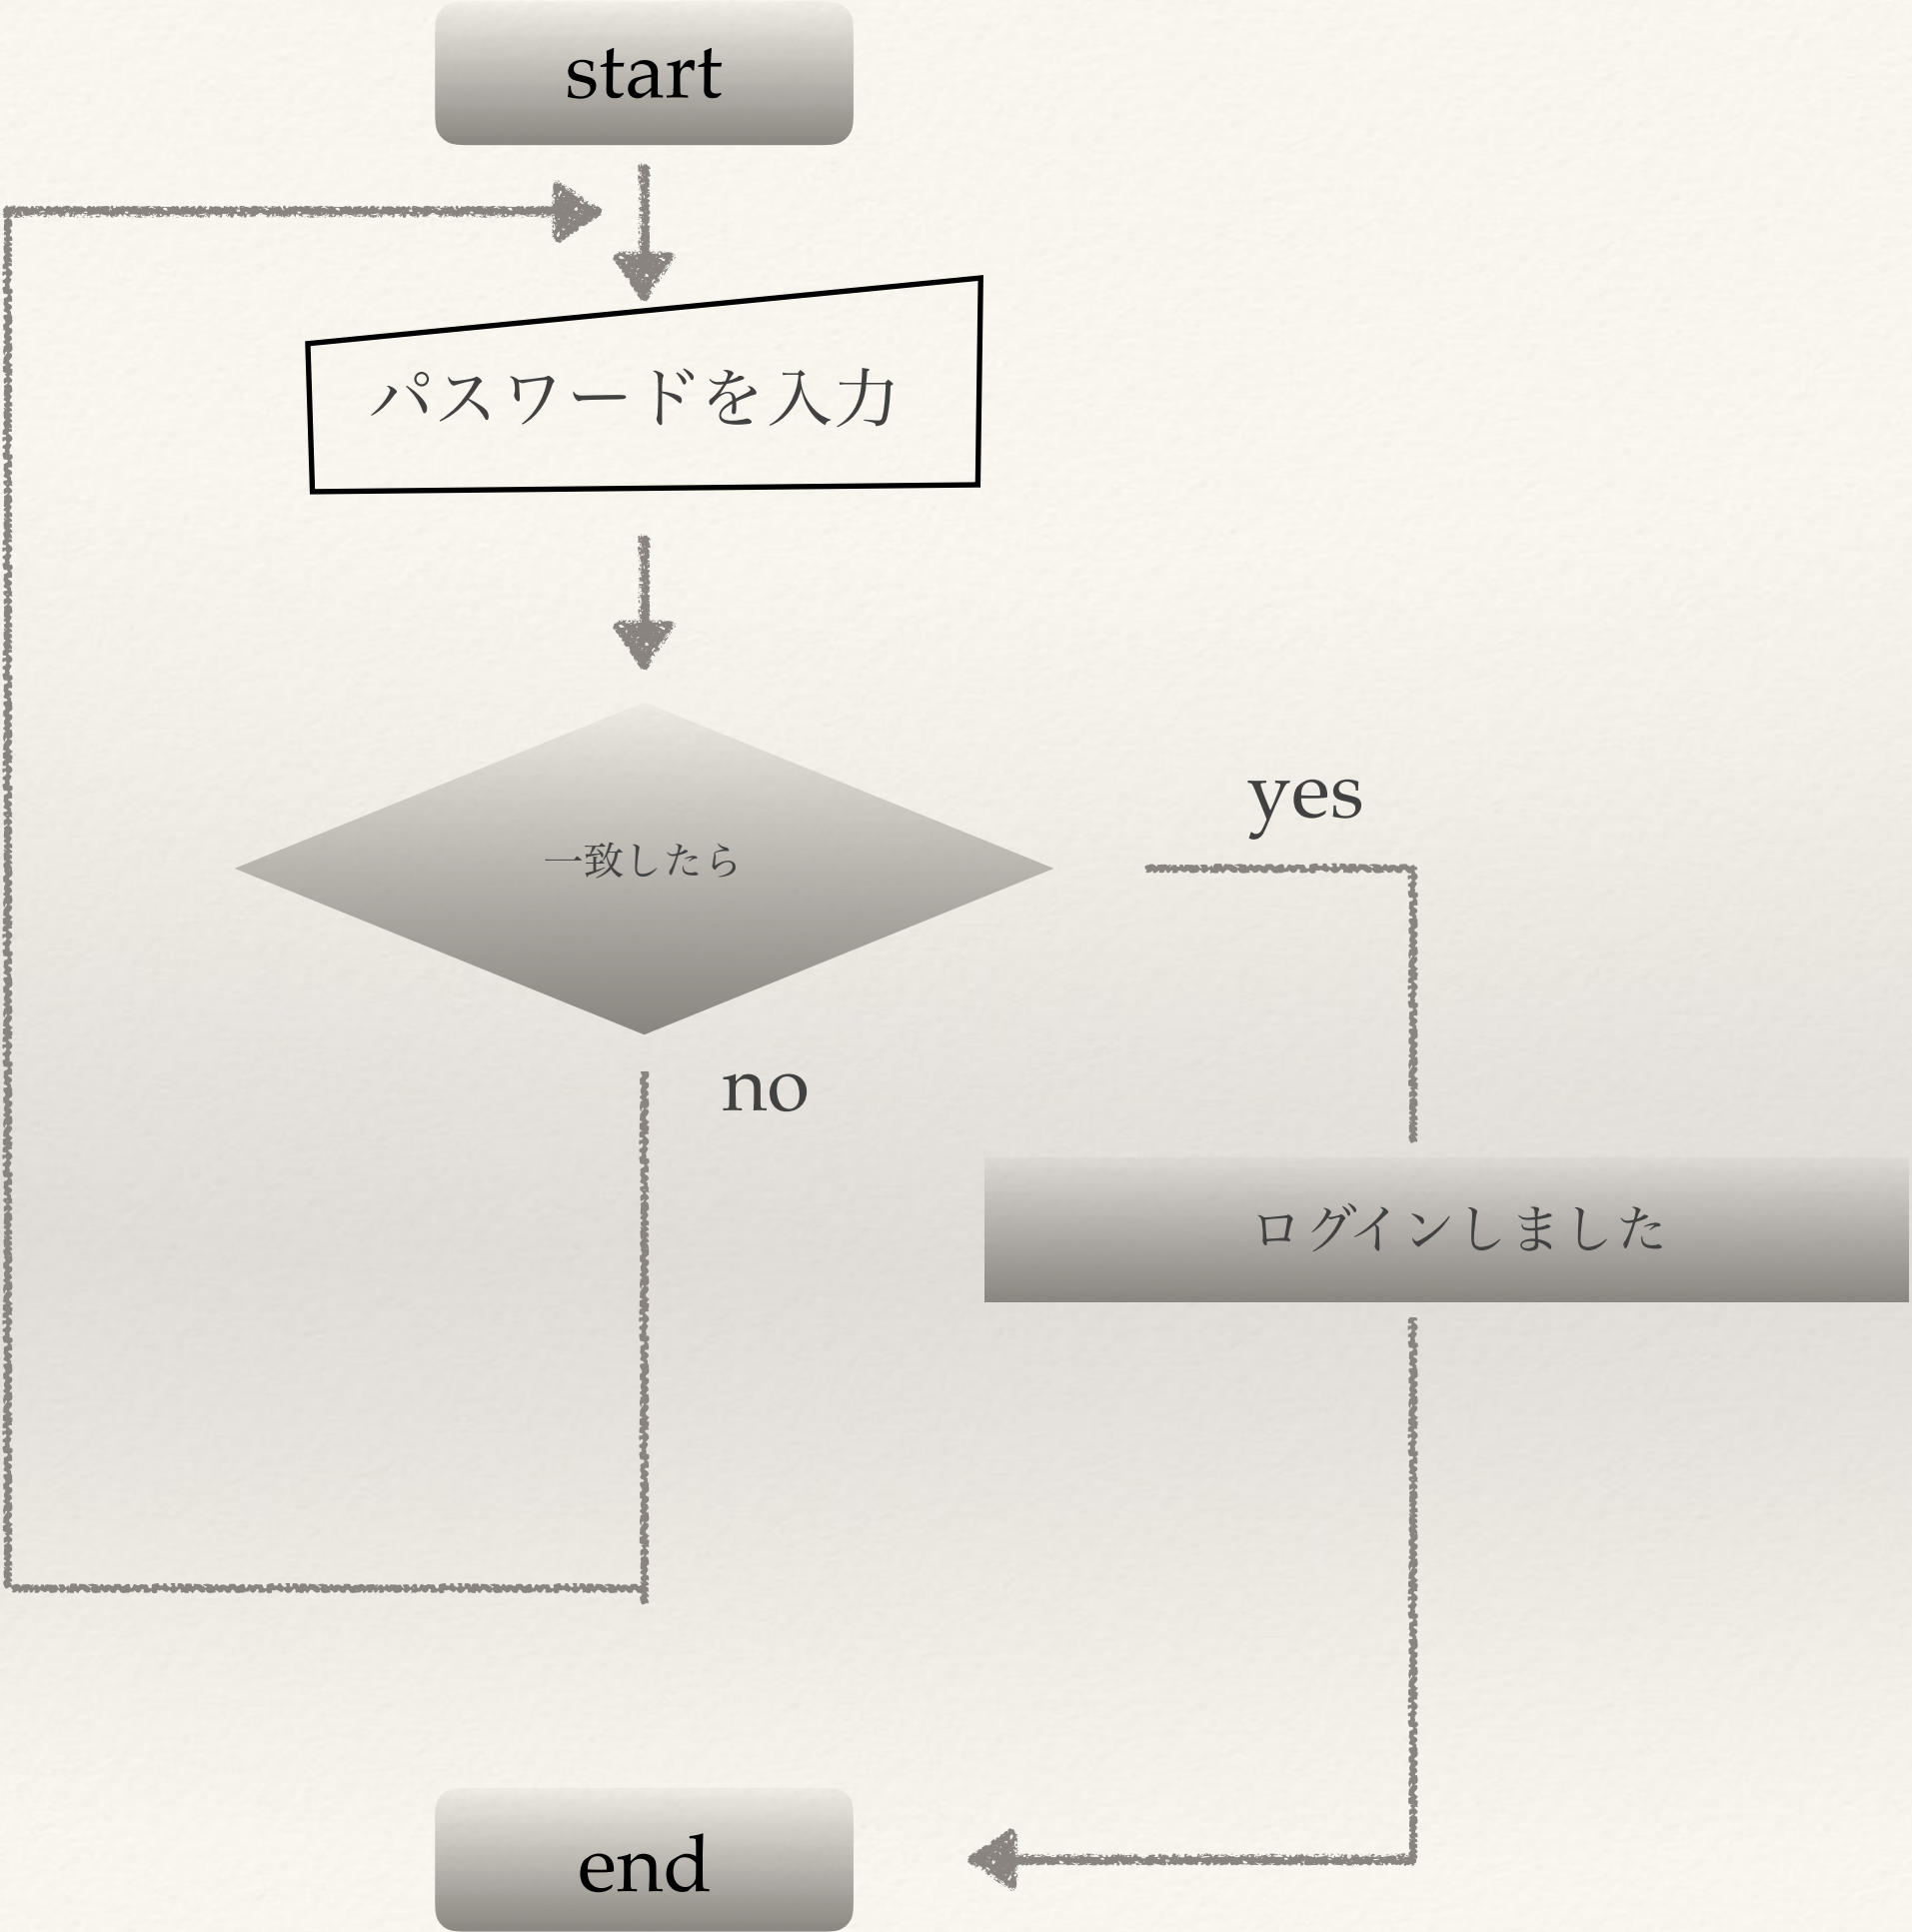 start
パスワードを入力
一致したら
yes
no
ログインしました
end